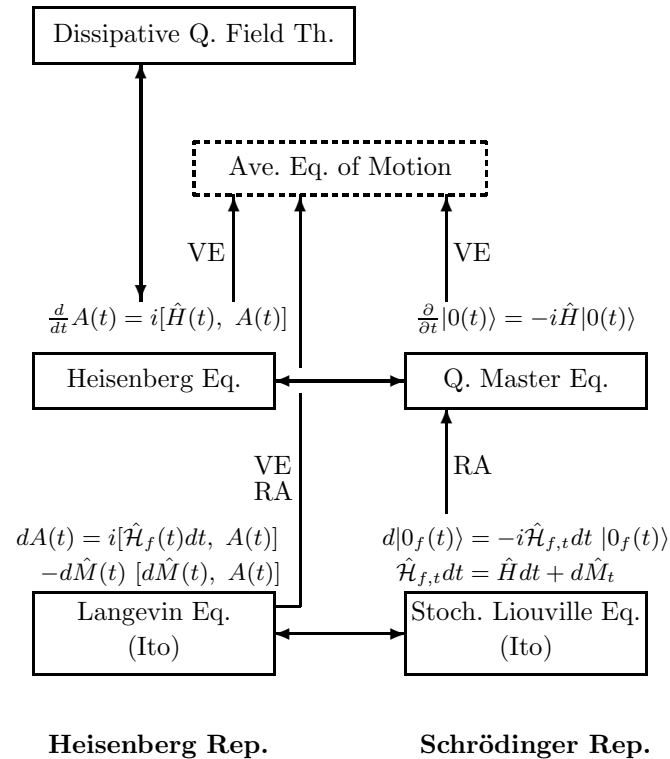 Dissipative Q. Field Th.
Ave. Eq. of Motion
VE VE
$\frac{d}{dt}A(t) = i[\hat{H}(t),\ A(t)]$ $\frac{\partial}{\partial t}|0(t)\rangle = -i\hat{H}|0(t)\rangle$
Heisenberg Eq. Q. Master Eq.
VE
RA RA
$dA(t) = i[\hat{\mathcal{H}}_f(t)dt,\ A(t)]$ $d|0_f(t)\rangle = -i\hat{\mathcal{H}}_{f,t}dt\ |0_f(t)\rangle$
$-d\hat{M}(t)\ [d\hat{M}(t),\ A(t)]$ $\hat{\mathcal{H}}_{f,t}dt = \hat{H}dt + d\hat{M}_t$
Langevin Eq. Stoch. Liouville Eq.
(Ito) (Ito)
Heisenberg Rep. Schrödinger Rep.